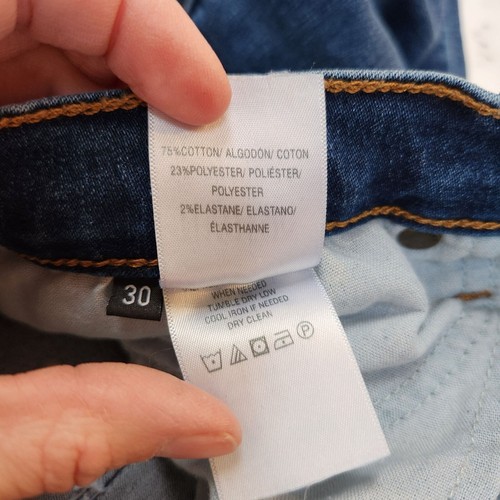 75%COTTON/ ALGODÓN/ COTON
23%POLYESTER/ POLIÉSTER/
POLYESTER
2%ELASTANE/ ELASTANO/
ÉLASTHANNE
30
WHEN NEEDED
TUMBLE DRY LOW
COOL IRON IF NEEDED
DRY CLEAN
P